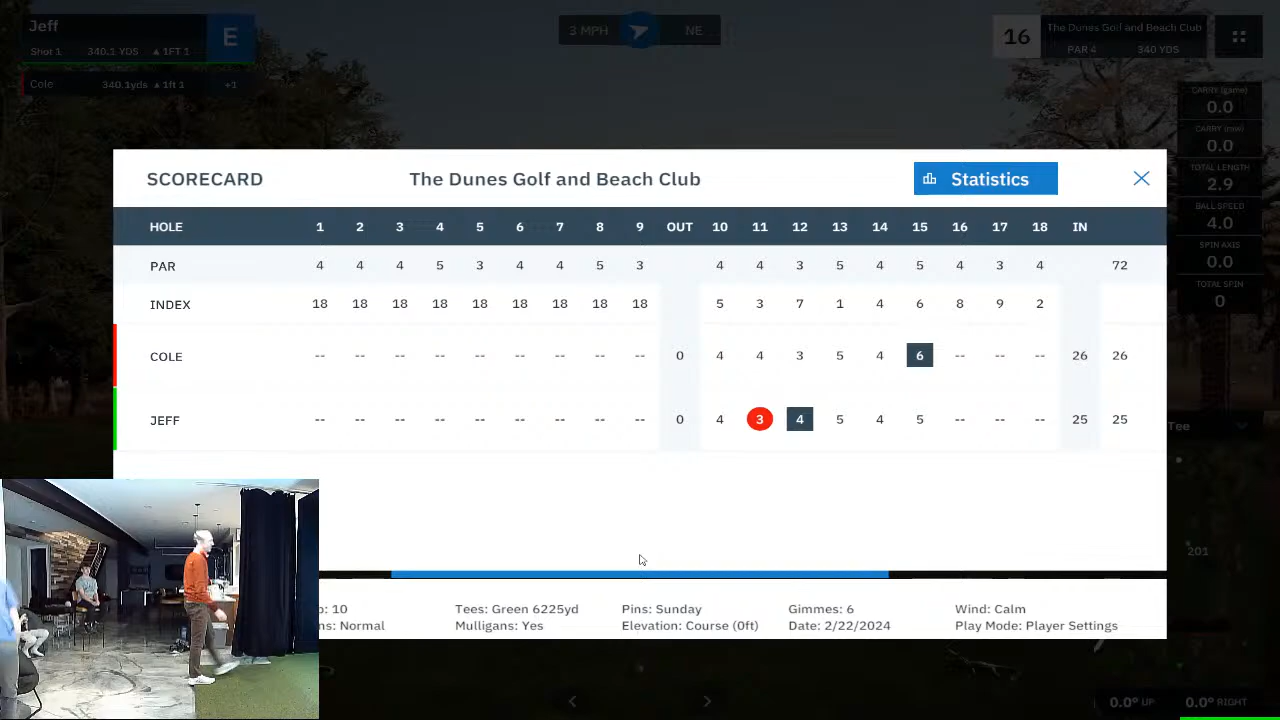 Jeff
E
Shot 1 340.1 YDS ▲ 1FT 1
Cole 340.1yds ▲ 1ft 1 +1
3 MPH NE
16
The Dunes Golf and Beach Club
PAR 4 340 YDS
CARRY (game)
0.0
CARRY (raw)
0.0
TOTAL LENGTH
2.9
BALL SPEED
4.0
SPIN AXIS
0.0
TOTAL SPIN
0
SCORECARD
The Dunes Golf and Beach Club
Statistics
HOLE 1 2 3 4 5 6 7 8 9 OUT 10 11 12 13 14 15 16 17 18 IN
PAR 4 4 4 5 3 4 4 5 3 4 4 3 5 4 5 4 3 4 72
INDEX 18 18 18 18 18 18 18 18 18 5 3 7 1 4 6 8 9 2
COLE -- -- -- -- -- -- -- -- -- 0 4 4 3 5 4 6 -- -- -- 26 26
JEFF -- -- -- -- -- -- -- -- -- 0 4 3 4 5 4 5 -- -- -- 25 25
Tee
201
: 10
Tees: Green 6225yd
Pins: Sunday
Gimmes: 6
Wind: Calm
ns: Normal
Mulligans: Yes
Elevation: Course (0ft)
Date: 2/22/2024
Play Mode: Player Settings
0.0° UP 0.0° RIGHT